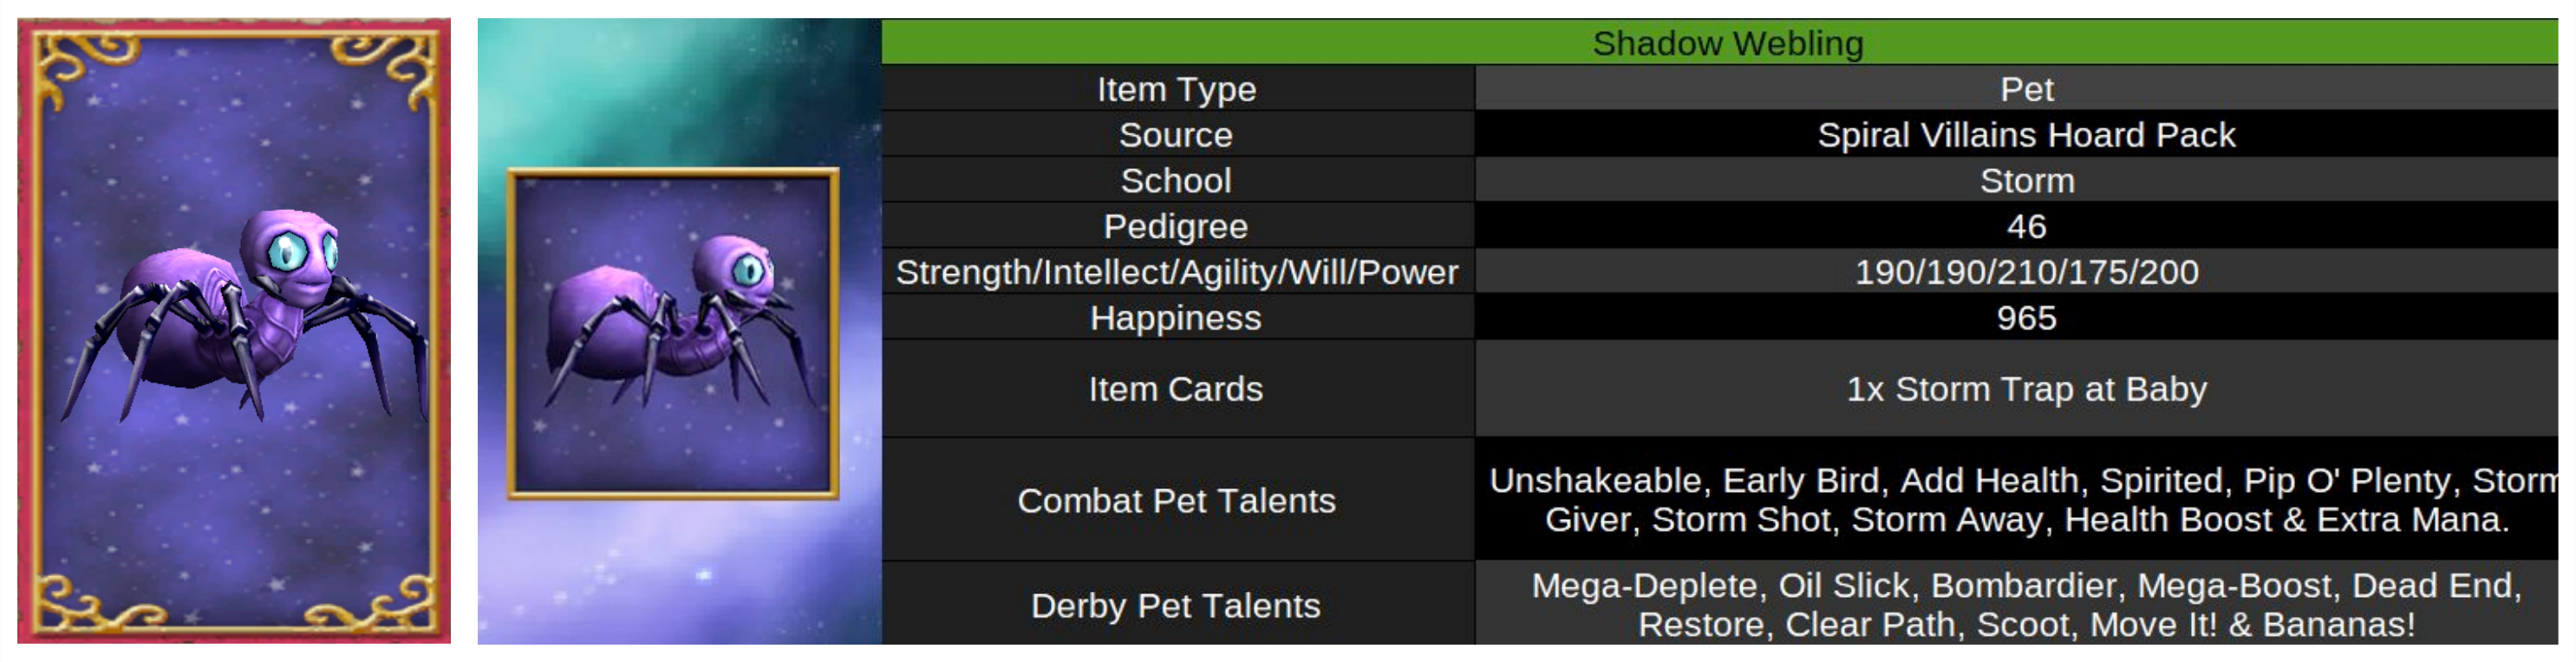 Shadow Webling
Item Type
Pet
Source
Spiral Villains Hoard Pack
School
Storm
Pedigree
46
Strength/Intellect/Agility/Will/Power
190/190/210/175/200
Happiness
965
Item Cards
1x Storm Trap at Baby
Combat Pet Talents
Unshakeable, Early Bird, Add Health, Spirited, Pip O' Plenty, Storm
Giver, Storm Shot, Storm Away, Health Boost & Extra Mana.
Derby Pet Talents
Mega-Deplete, Oil Slick, Bombardier, Mega-Boost, Dead End,
Restore, Clear Path, Scoot, Move It! & Bananas!